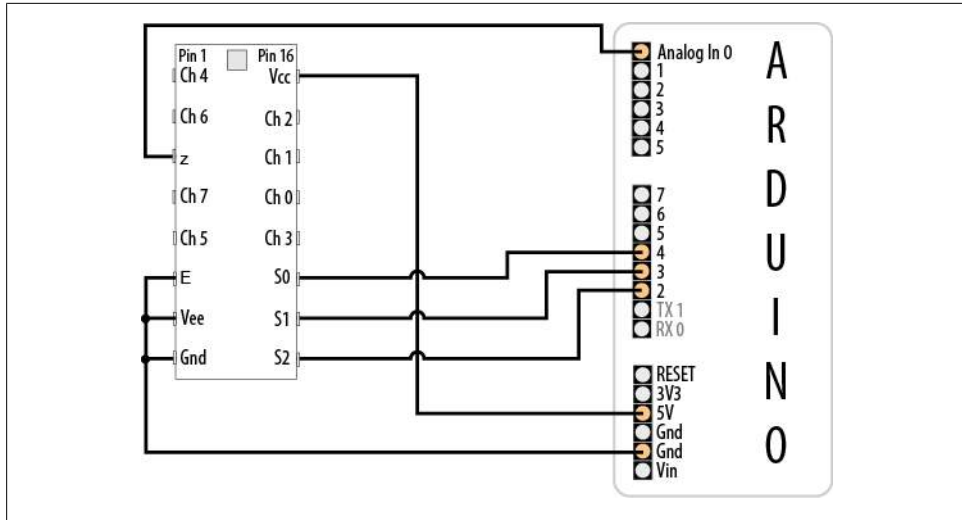 Pin 1 Pin 16
Ch 4 Vcc
Ch 6 Ch 2
z Ch 1
Ch 7 Ch 0
Ch 5 Ch 3
E S0
Vee S1
Gnd S2
Analog In 0
1
2
3
4
5
7
6
5
4
3
2
TX 1
RX 0
RESET
3V3
5V
Gnd
Gnd
Vin
ARDUINO